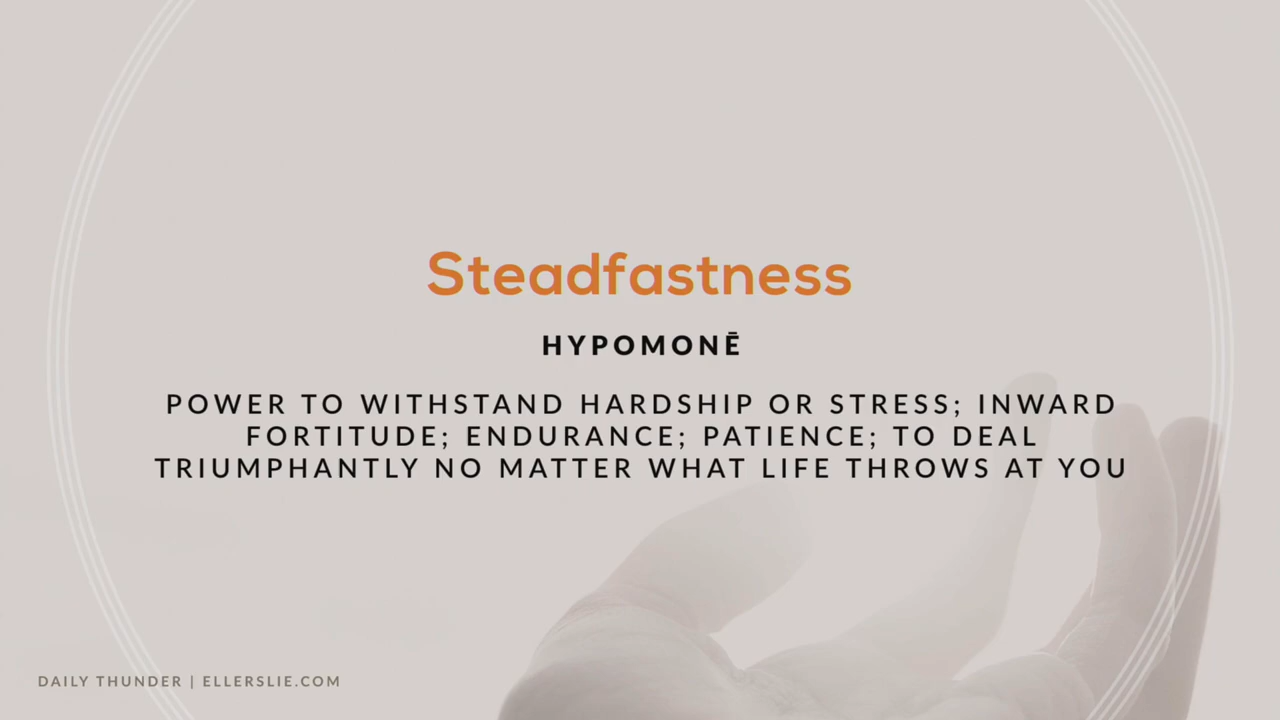 Steadfastness
HYPOMONĒ
POWER TO WITHSTAND HARDSHIP OR STRESS; INWARD
FORTITUDE; ENDURANCE; PATIENCE; TO DEAL
TRIUMPHANTLY NO MATTER WHAT LIFE THROWS AT YOU
DAILY THUNDER | ELLERSLIE.COM